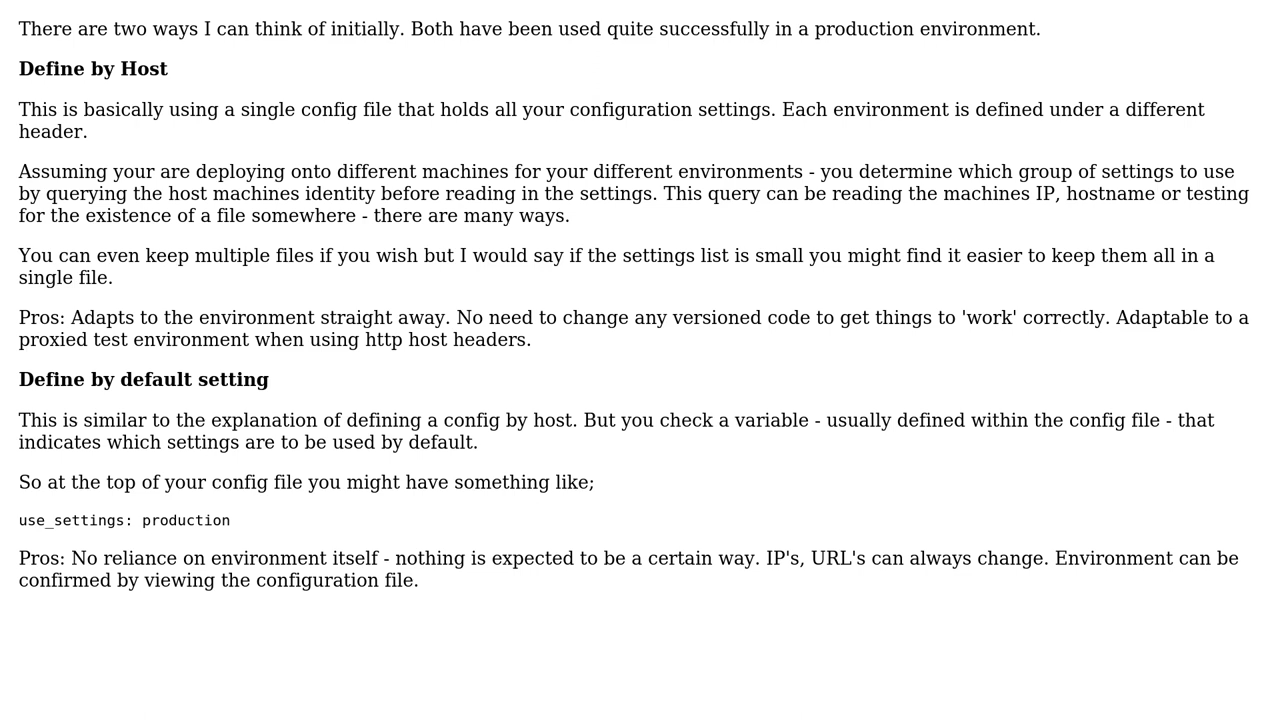 There are two ways I can think of initially. Both have been used quite successfully in a production environment.
Define by Host
This is basically using a single config file that holds all your configuration settings. Each environment is defined under a different
header.
Assuming your are deploying onto different machines for your different environments - you determine which group of settings to use
by querying the host machines identity before reading in the settings. This query can be reading the machines IP, hostname or testing
for the existence of a file somewhere - there are many ways.
You can even keep multiple files if you wish but I would say if the settings list is small you might find it easier to keep them all in a
single file.
Pros: Adapts to the environment straight away. No need to change any versioned code to get things to 'work' correctly. Adaptable to a
proxied test environment when using http host headers.
Define by default setting
This is similar to the explanation of defining a config by host. But you check a variable - usually defined within the config file - that
indicates which settings are to be used by default.
So at the top of your config file you might have something like;
use_settings: production
Pros: No reliance on environment itself - nothing is expected to be a certain way. IP's, URL's can always change. Environment can be
confirmed by viewing the configuration file.